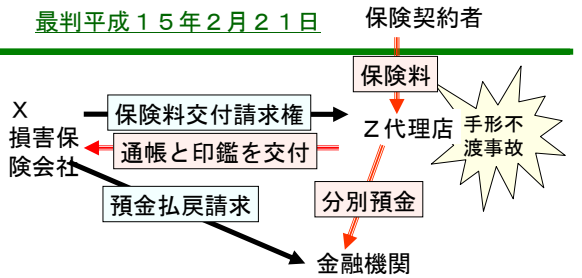 最判平成１５年２月２１日
保険契約者
保険料
X
損害保
険会社
保険料交付請求権
Ｚ代理店
手形不
渡事故
通帳と印鑑を交付
預金払戻請求
分別預金
金融機関